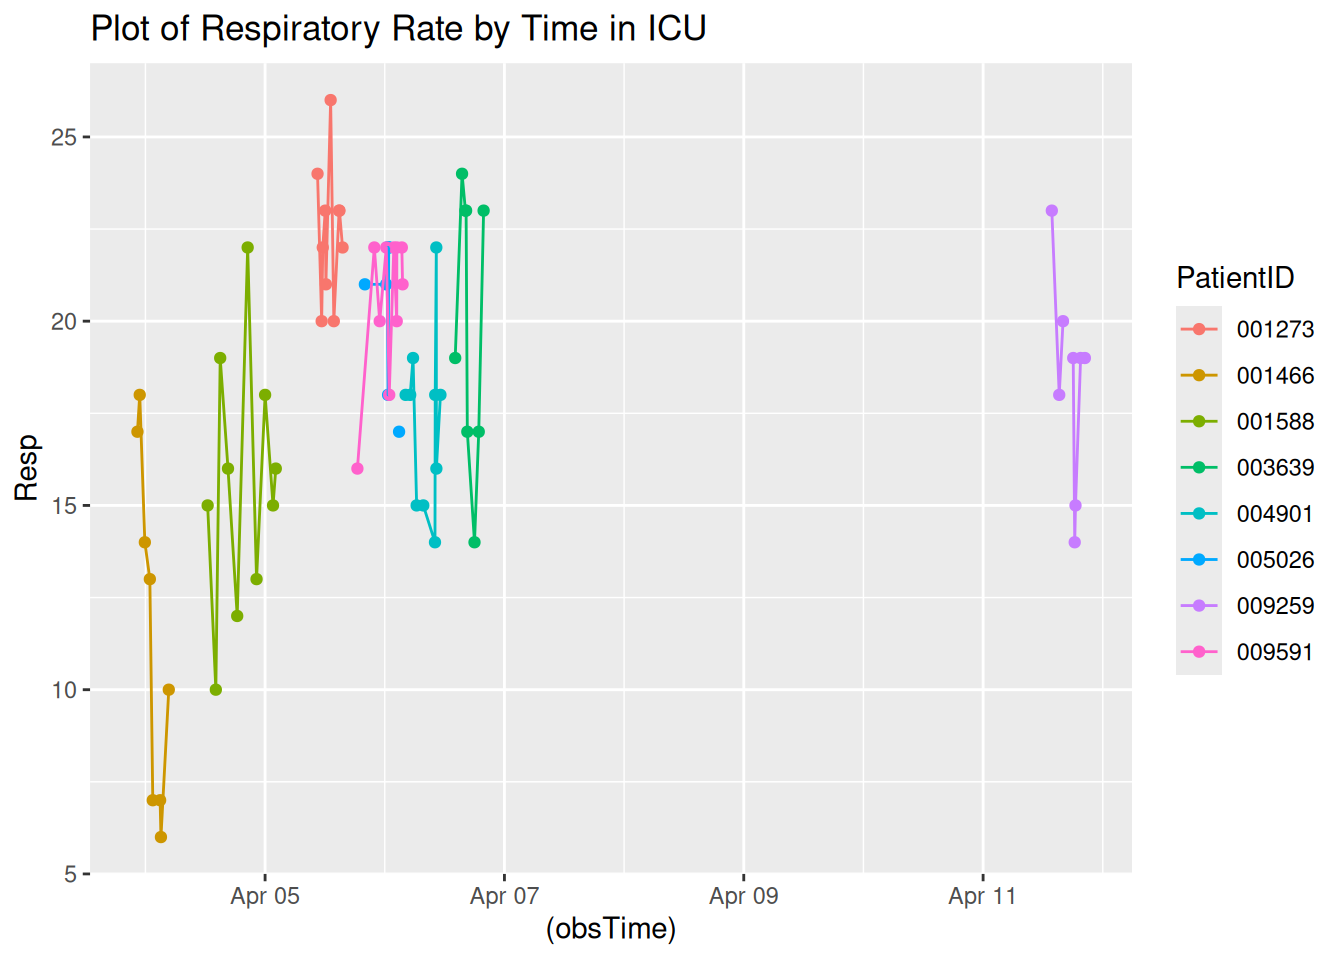 Plot of Respiratory Rate by Time in ICU
Resp
25
20
15
10
5
Apr 05
Apr 07
Apr 09
Apr 11
(obsTime)
PatientID
001273
001466
001588
003639
004901
005026
009259
009591